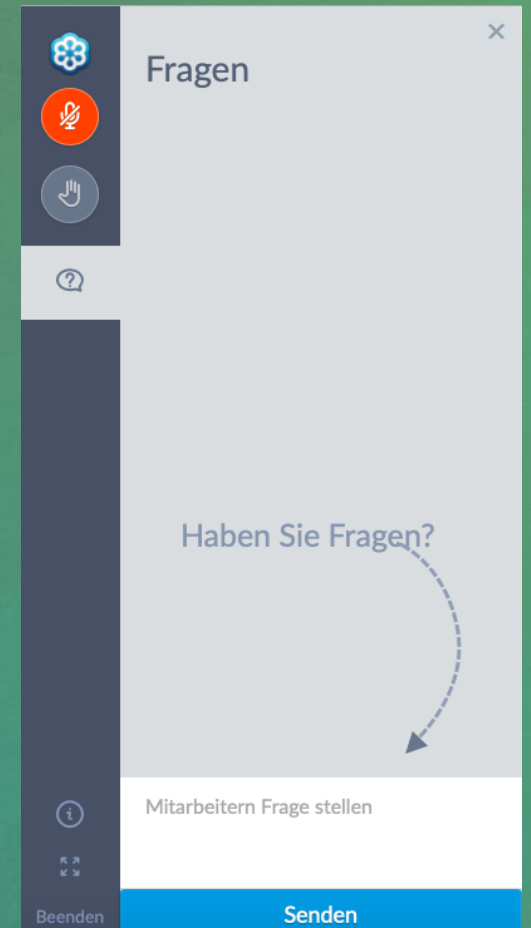 Fragen
Haben Sie Fragen?
Mitarbeitern Frage stellen
Beenden
Senden